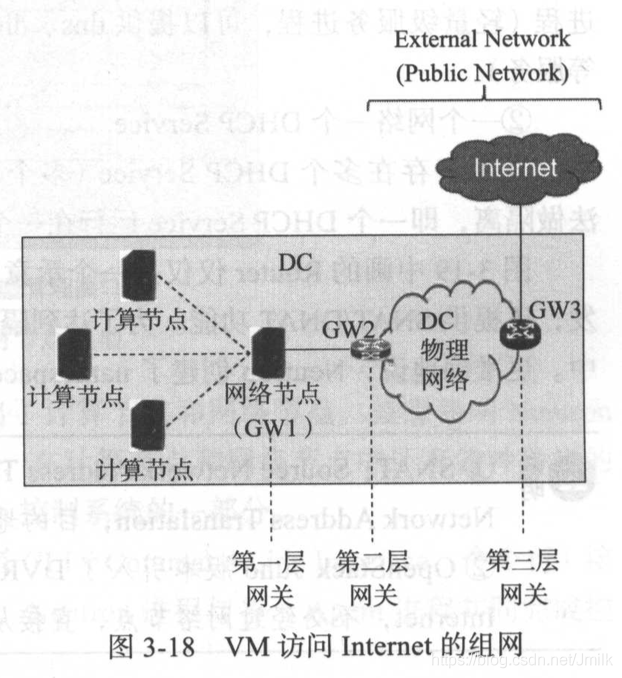 External Network
(Public Network)
Internet
DC
计算节点
计算节点
计算节点
网络节点
(GW1)
GW2
DC
物理
网络
GW3
第一层
网关
第二层
网关
第三层
网关
图 3-18 VM 访问 Internet 的组网
https://blog.csdn.net/Jmilk